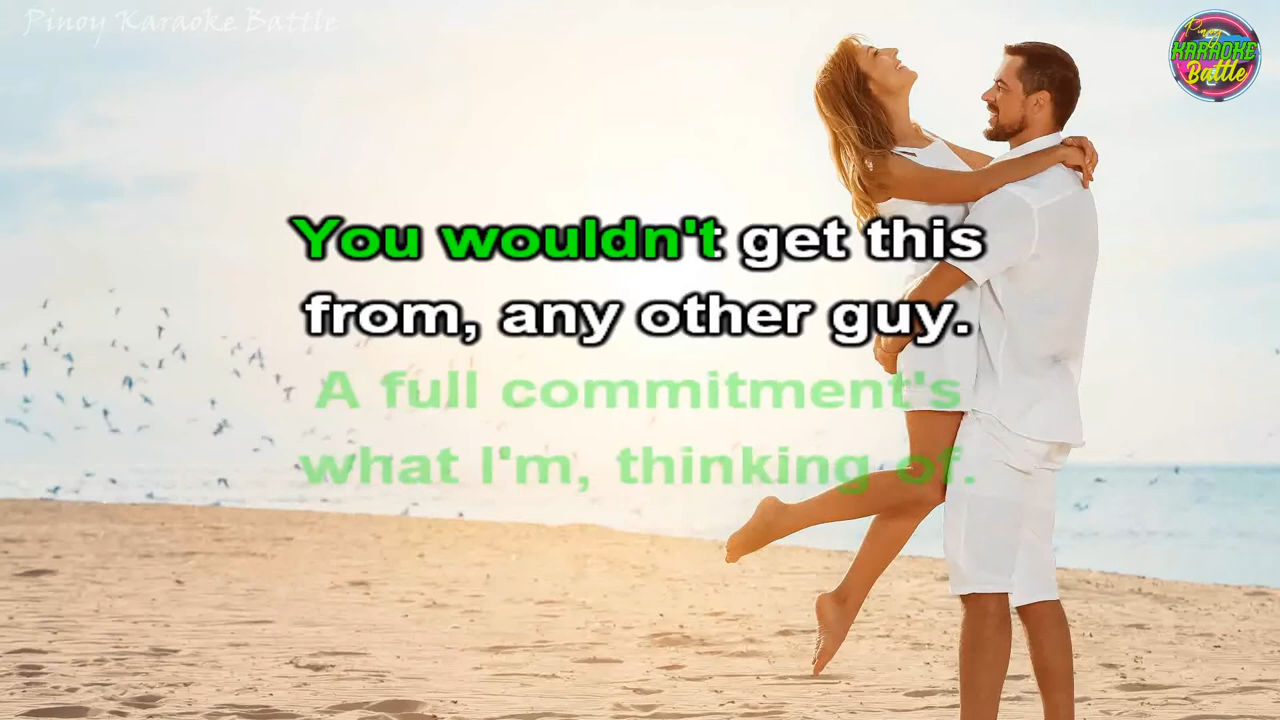 Pinoy Karaoke Battle
Pinoy
KARAOKE
Battle
You wouldn't get this
from, any other guy.
A full commitment's
what I'm, thinking of.